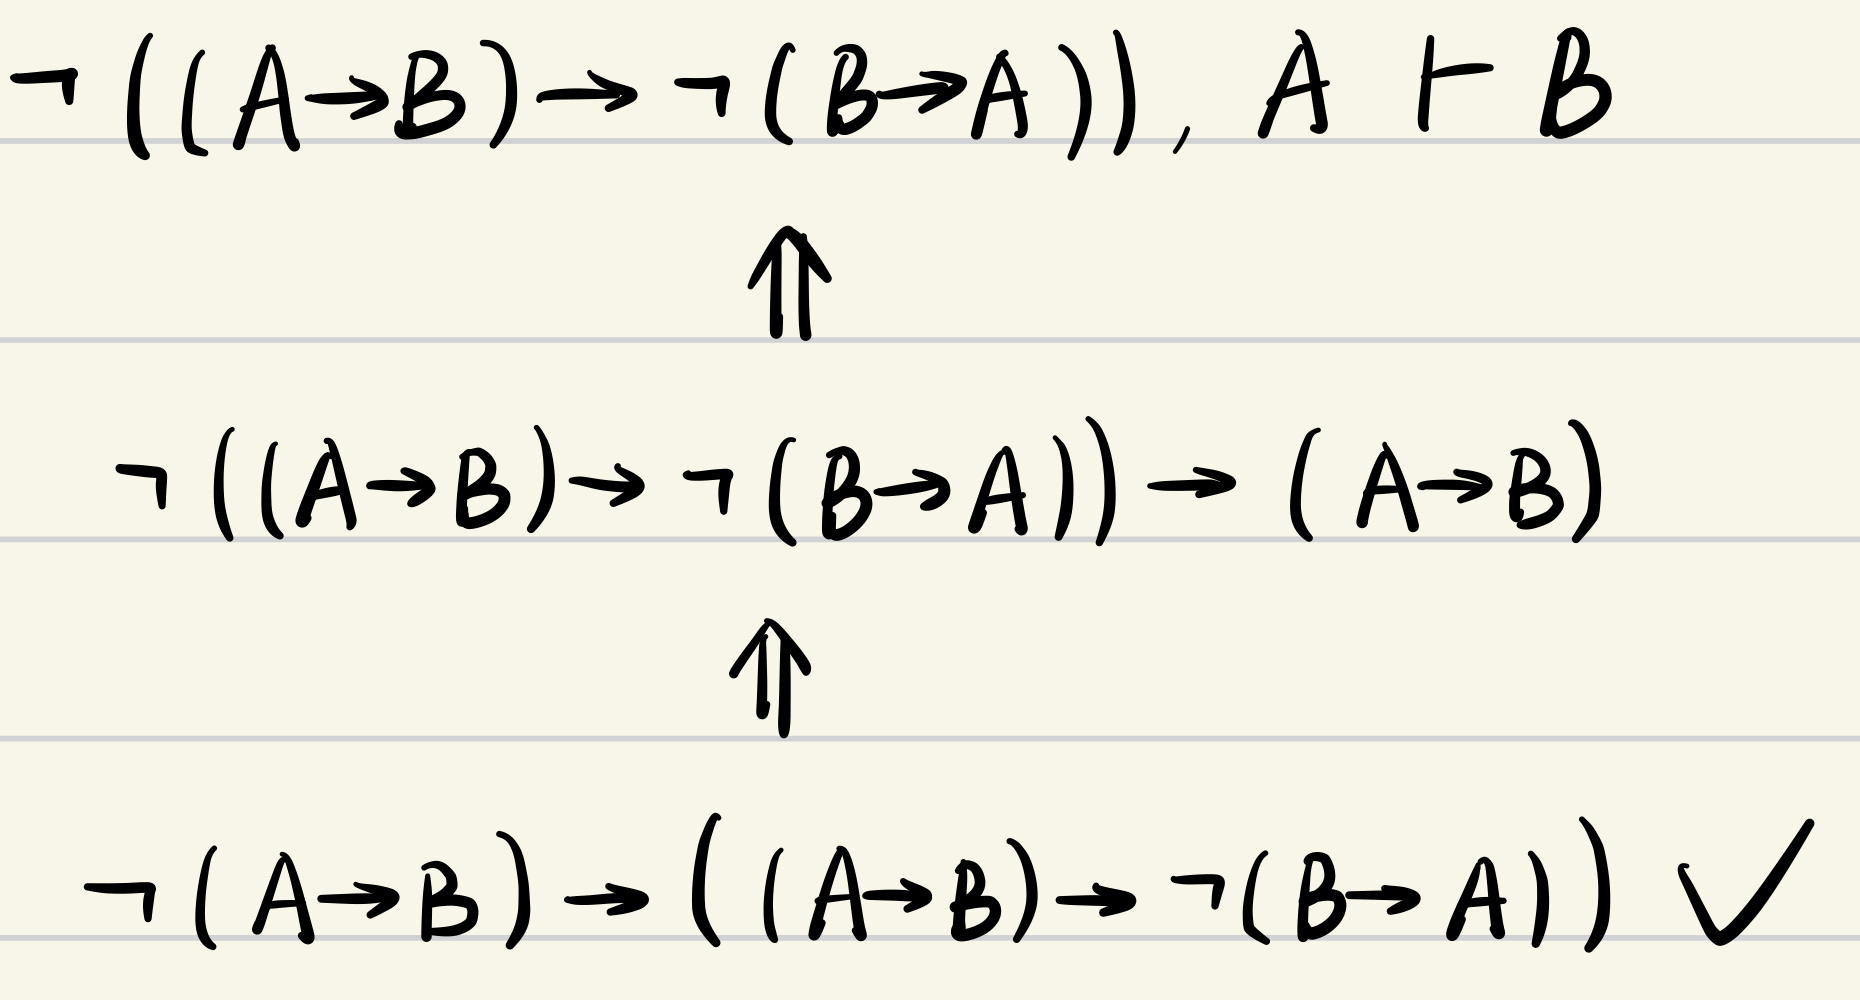 ¬((A→B)→¬(B→A)), A ⊢ B
⇑
¬((A→B)→¬(B→A))→(A→B)
⇑
¬(A→B)→((A→B)→¬(B→A)) ✓